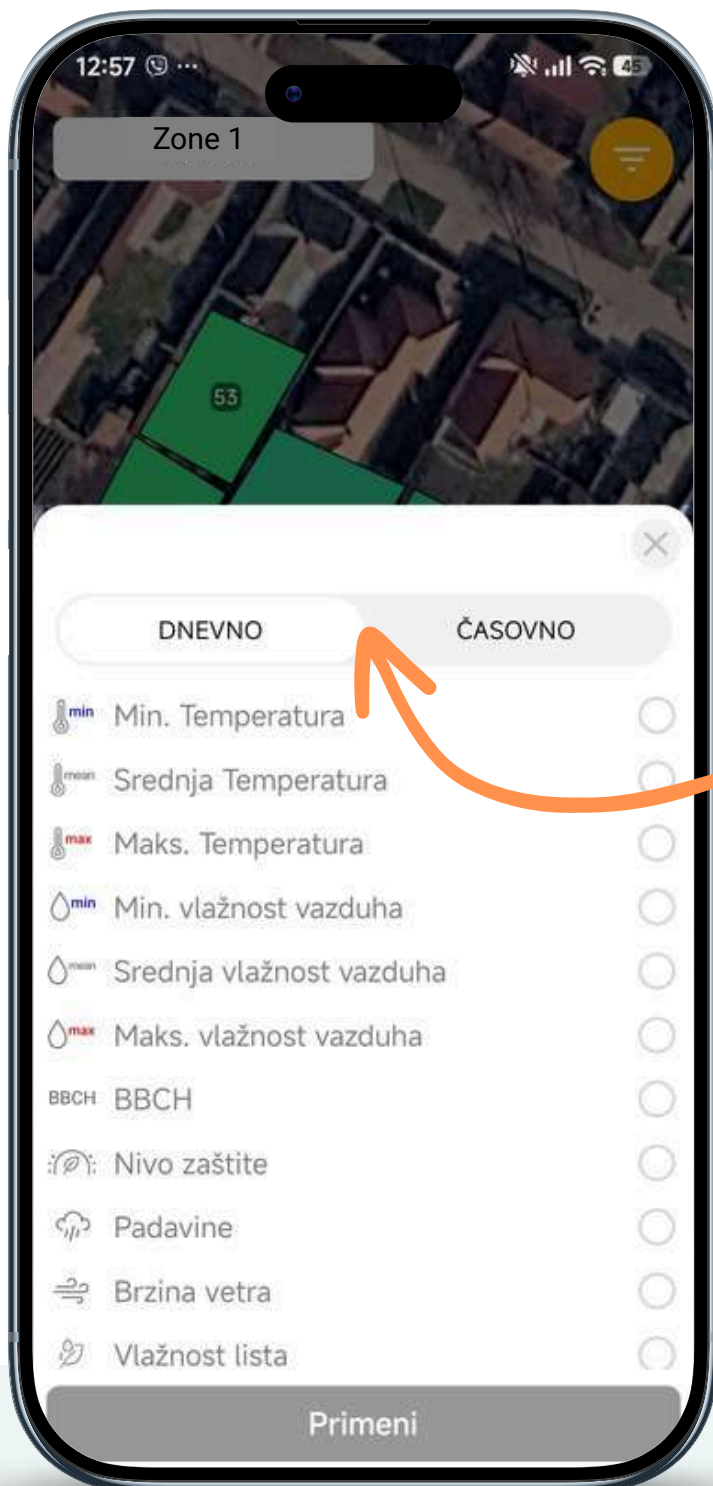 12:57
45
Zone 1
53
DNEVNO
ČASOVNO
min Min. Temperatura
mean Srednja Temperatura
max Maks. Temperatura
min Min. vlažnost vazduha
mean Srednja vlažnost vazduha
max Maks. vlažnost vazduha
BBCH BBCH
Nivo zaštite
Padavine
Brzina vetra
Vlažnost lista
Primeni